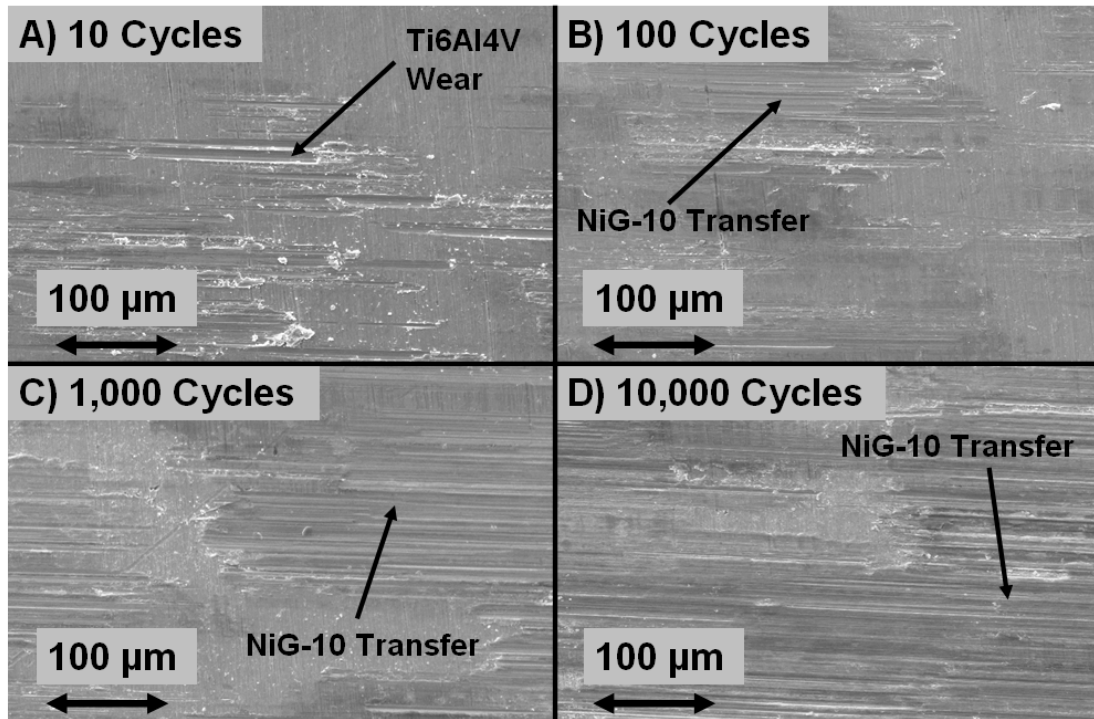 A) 10 Cycles
Ti6Al4V
Wear
100 µm
B) 100 Cycles
NiG-10 Transfer
100 µm
C) 1,000 Cycles
NiG-10 Transfer
100 µm
D) 10,000 Cycles
NiG-10 Transfer
100 µm